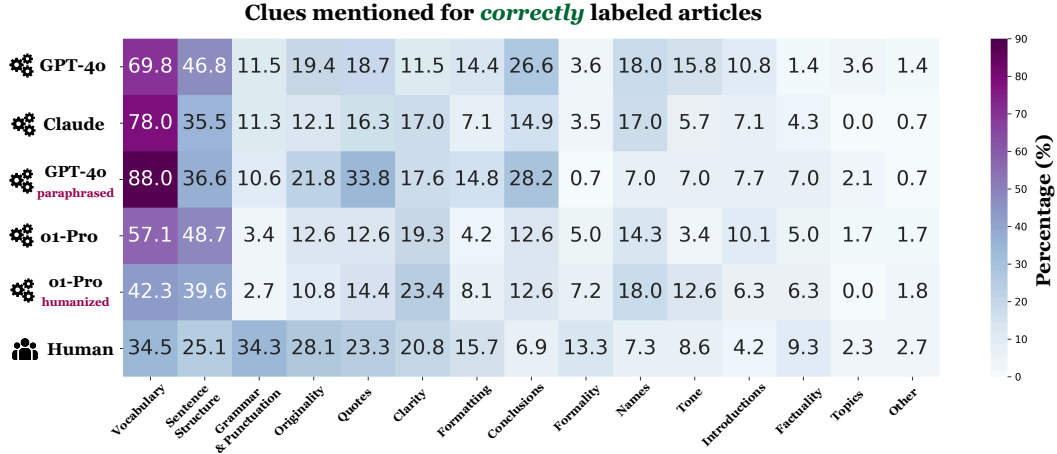 Clues mentioned for correctly labeled articles
GPT-4o 69.8 46.8 11.5 19.4 18.7 11.5 14.4 26.6 3.6 18.0 15.8 10.8 1.4 3.6 1.4
Claude 78.0 35.5 11.3 12.1 16.3 17.0 7.1 14.9 3.5 17.0 5.7 7.1 4.3 0.0 0.7
GPT-4o
paraphrased
88.0 36.6 10.6 21.8 33.8 17.6 14.8 28.2 0.7 7.0 7.0 7.7 7.0 2.1 0.7
o1-Pro 57.1 48.7 3.4 12.6 12.6 19.3 4.2 12.6 5.0 14.3 3.4 10.1 5.0 1.7 1.7
o1-Pro
humanized
42.3 39.6 2.7 10.8 14.4 23.4 8.1 12.6 7.2 18.0 12.6 6.3 6.3 0.0 1.8
Human 34.5 25.1 34.3 28.1 23.3 20.8 15.7 6.9 13.3 7.3 8.6 4.2 9.3 2.3 2.7
Vocabulary
Sentence
Structure
Grammar
& Punctuation
Originality
Quotes
Clarity
Formatting
Conclusions
Formality
Names
Tone
Introductions
Factuality
Topics
Other
90
80
70
60
50
40
30
20
10
0
Percentage (%)